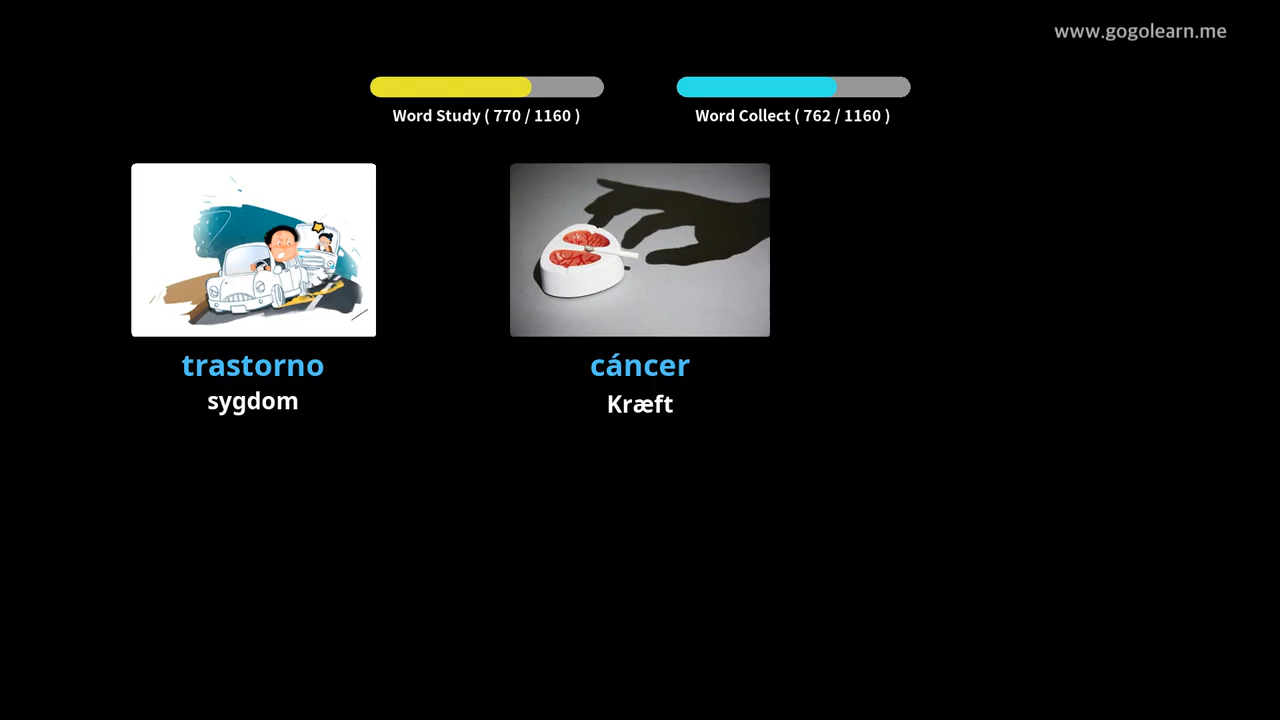 www.gogolearn.me
Word Study ( 770 / 1160 )
Word Collect ( 762 / 1160 )
trastorno
sygdom
cáncer
Kræft